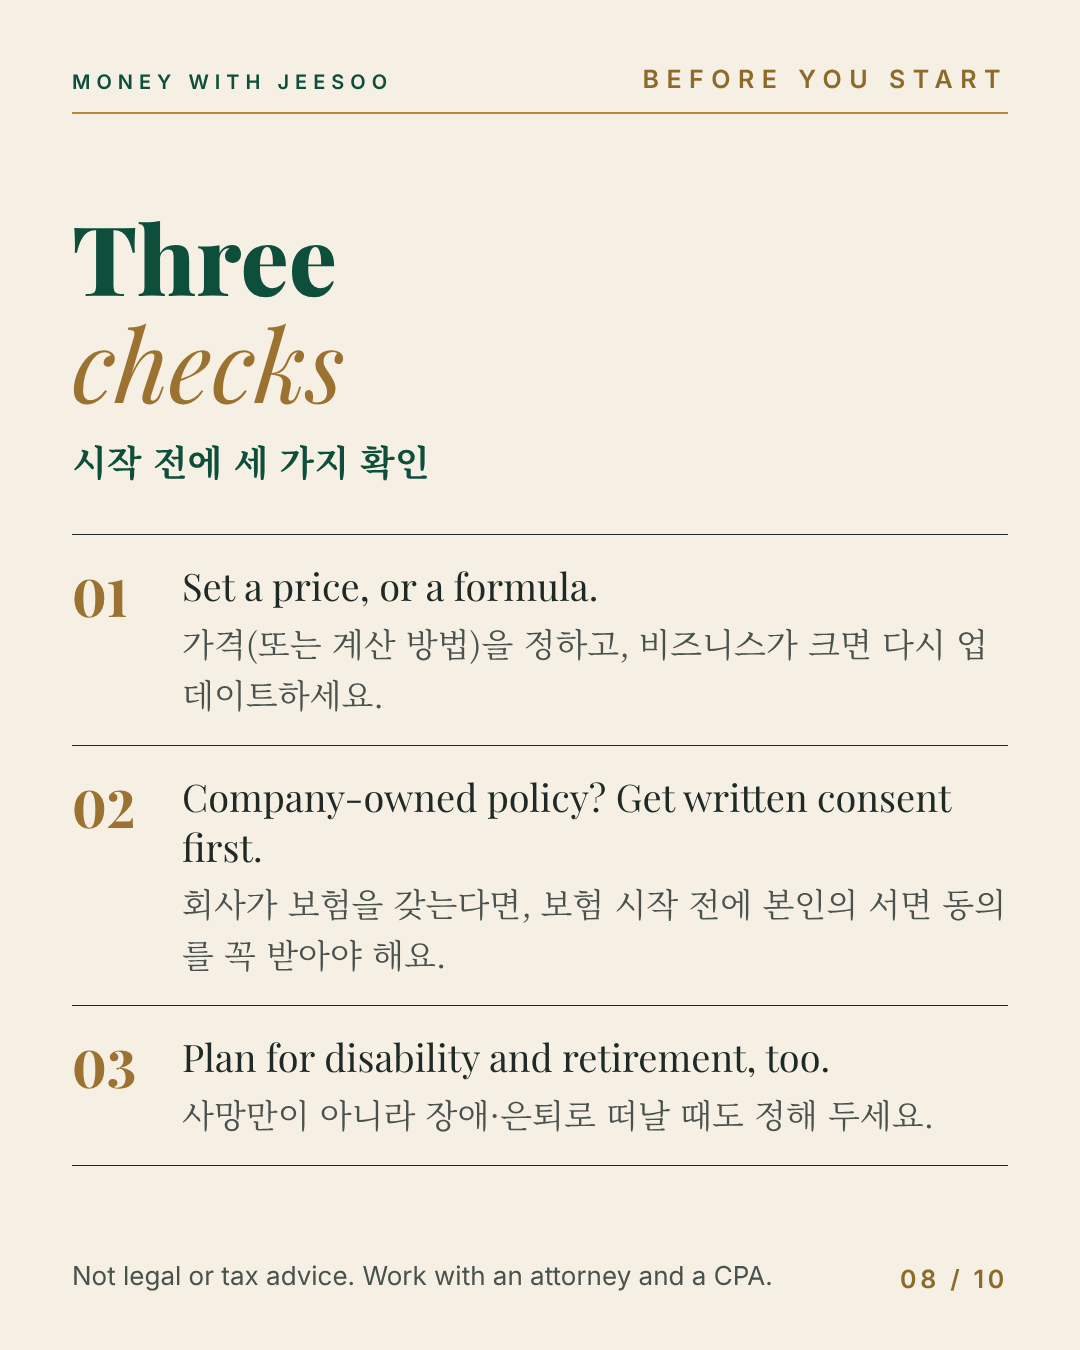 MONEY WITH JEESOO
BEFORE YOU START
Three
checks
시작 전에 세 가지 확인
01
Set a price, or a formula.
가격(또는 계산 방법)을 정하고, 비즈니스가 크면 다시 업
데이트하세요.
02
Company-owned policy? Get written consent
first.
회사가 보험을 갖는다면, 보험 시작 전에 본인의 서면 동의
를 꼭 받아야 해요.
03
Plan for disability and retirement, too.
사망만이 아니라 장애·은퇴로 떠날 때도 정해 두세요.
Not legal or tax advice. Work with an attorney and a CPA.
08 / 10